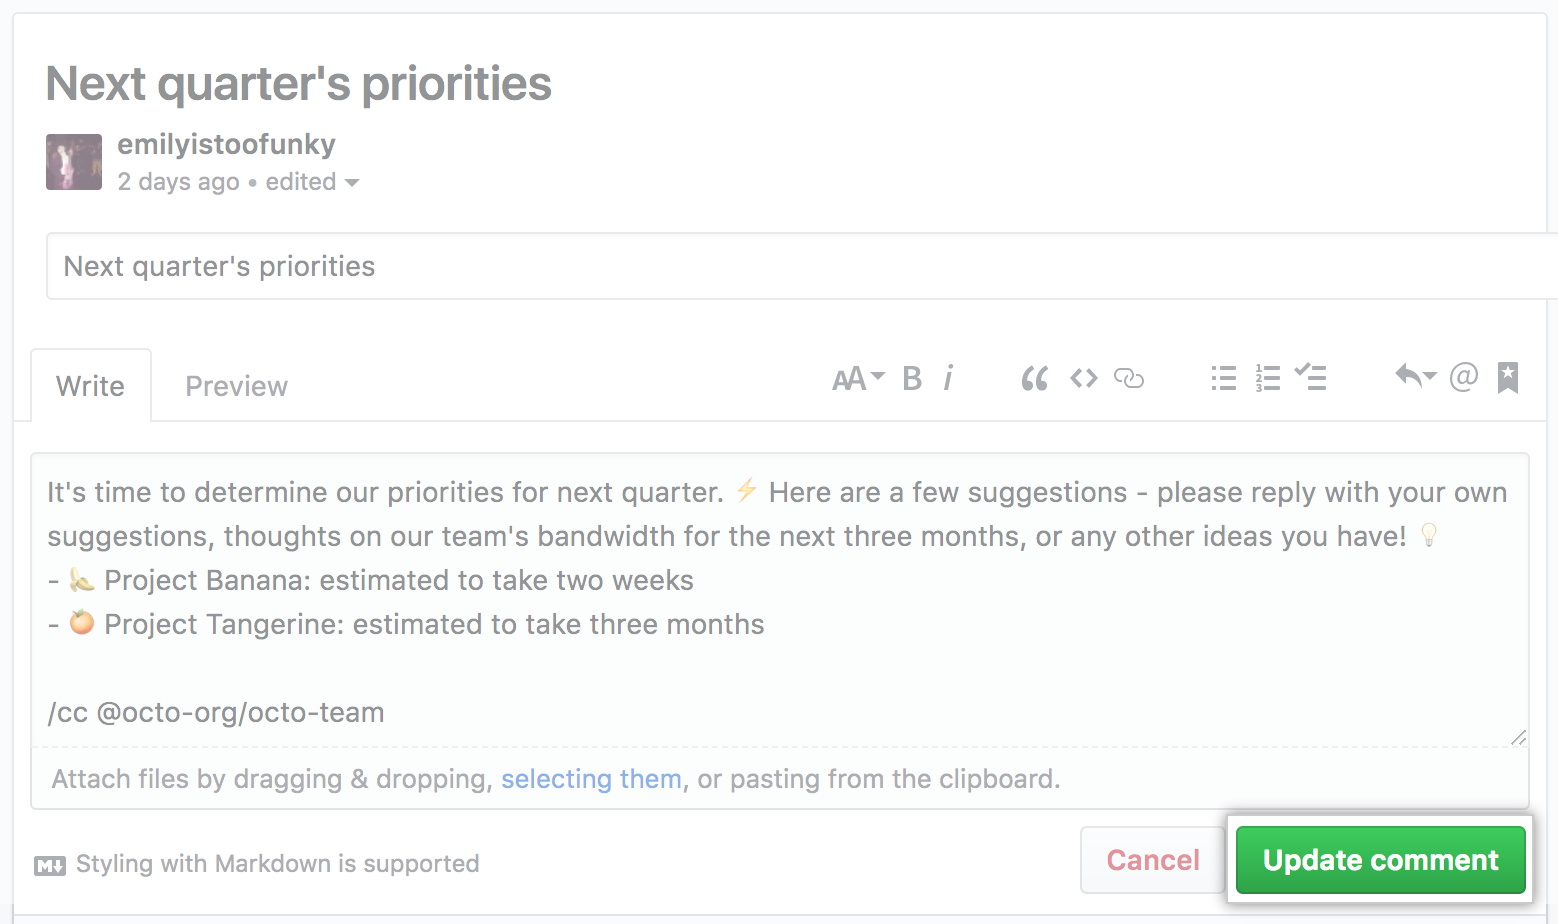 Next quarter's priorities
emilyistoofunky
2 days ago • edited
Next quarter's priorities
Write Preview AA B i “ <> 1 2 3 @
It's time to determine our priorities for next quarter. ⚡ Here are a few suggestions - please reply with your own
suggestions, thoughts on our team's bandwidth for the next three months, or any other ideas you have! 💡
- 🍌 Project Banana: estimated to take two weeks
- 🍊 Project Tangerine: estimated to take three months
/cc @octo-org/octo-team
Attach files by dragging & dropping, selecting them, or pasting from the clipboard.
M↓ Styling with Markdown is supported
Cancel Update comment